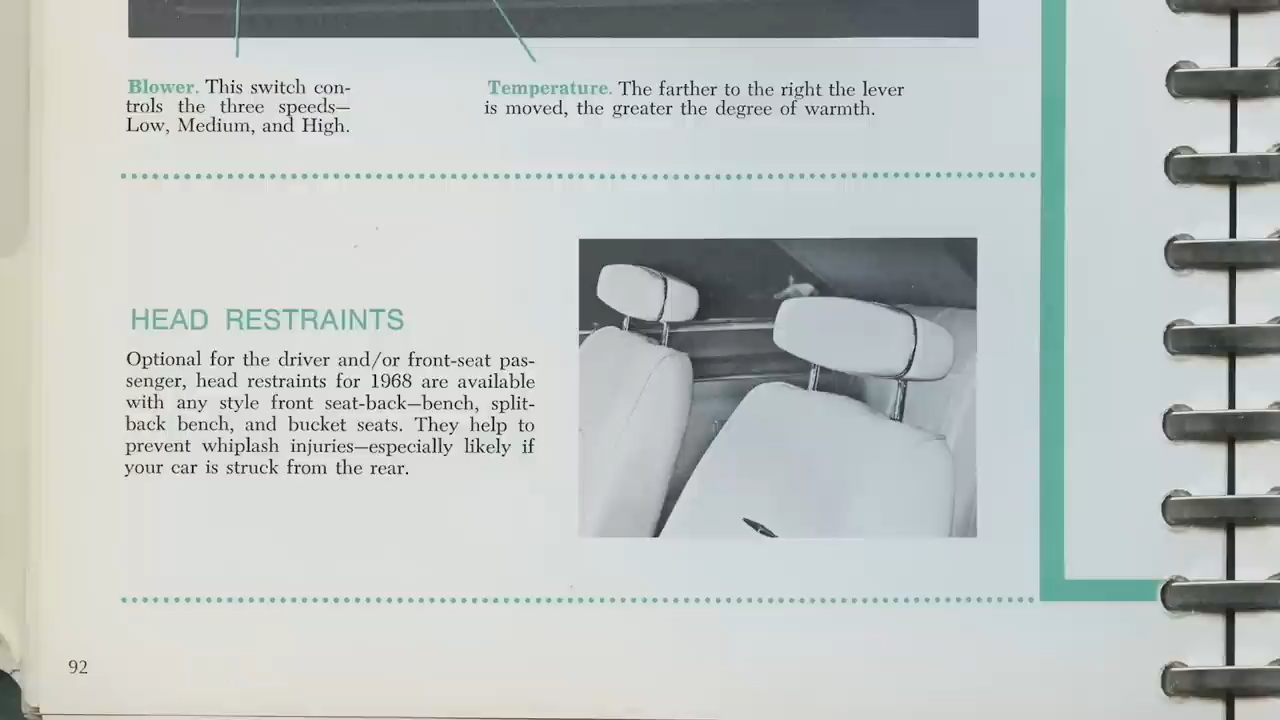 Blower. This switch con-
trols the three speeds—
Low, Medium, and High.
Temperature. The farther to the right the lever
is moved, the greater the degree of warmth.
HEAD RESTRAINTS
Optional for the driver and/or front-seat pas-
senger, head restraints for 1968 are available
with any style front seat-back—bench, split-
back bench, and bucket seats. They help to
prevent whiplash injuries—especially likely if
your car is struck from the rear.
92